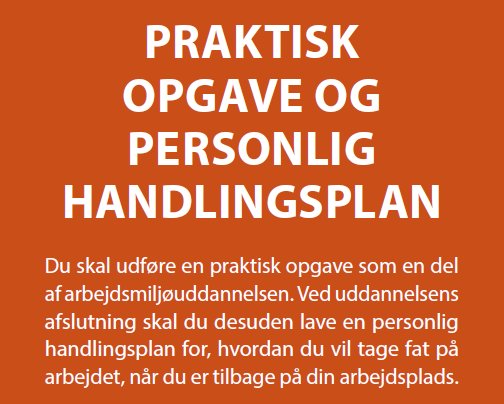 PRAKTISK
OPGAVE OG
PERSONLIG
HANDLINGSPLAN
Du skal udføre en praktisk opgave som en del
af arbejdsmiljøuddannelsen. Ved uddannelsens
afslutning skal du desuden lave en personlig
handlingsplan for, hvordan du vil tage fat på
arbejdet, når du er tilbage på din arbejdsplads.